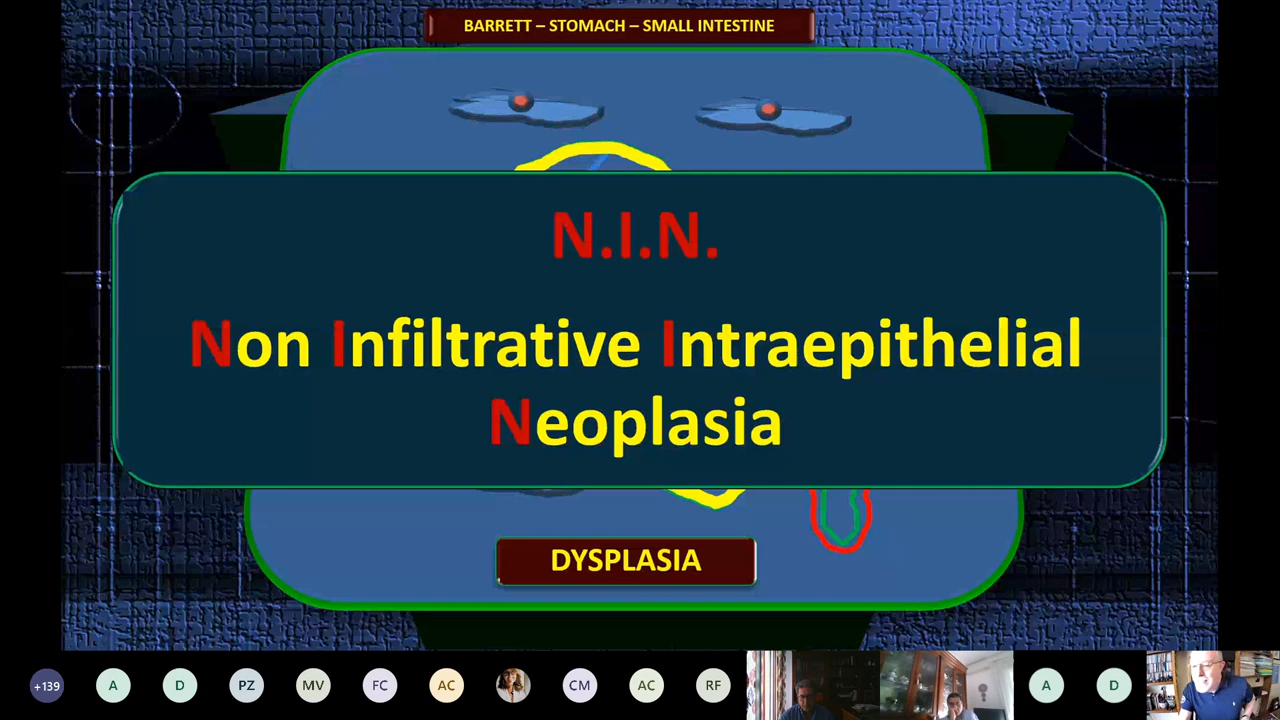 BARRETT – STOMACH – SMALL INTESTINE
N.I.N.
Non Infiltrative Intraepithelial
Neoplasia
DYSPLASIA
+139
A
D
PZ
MV
FC
AC
CM
AC
RF
A
D